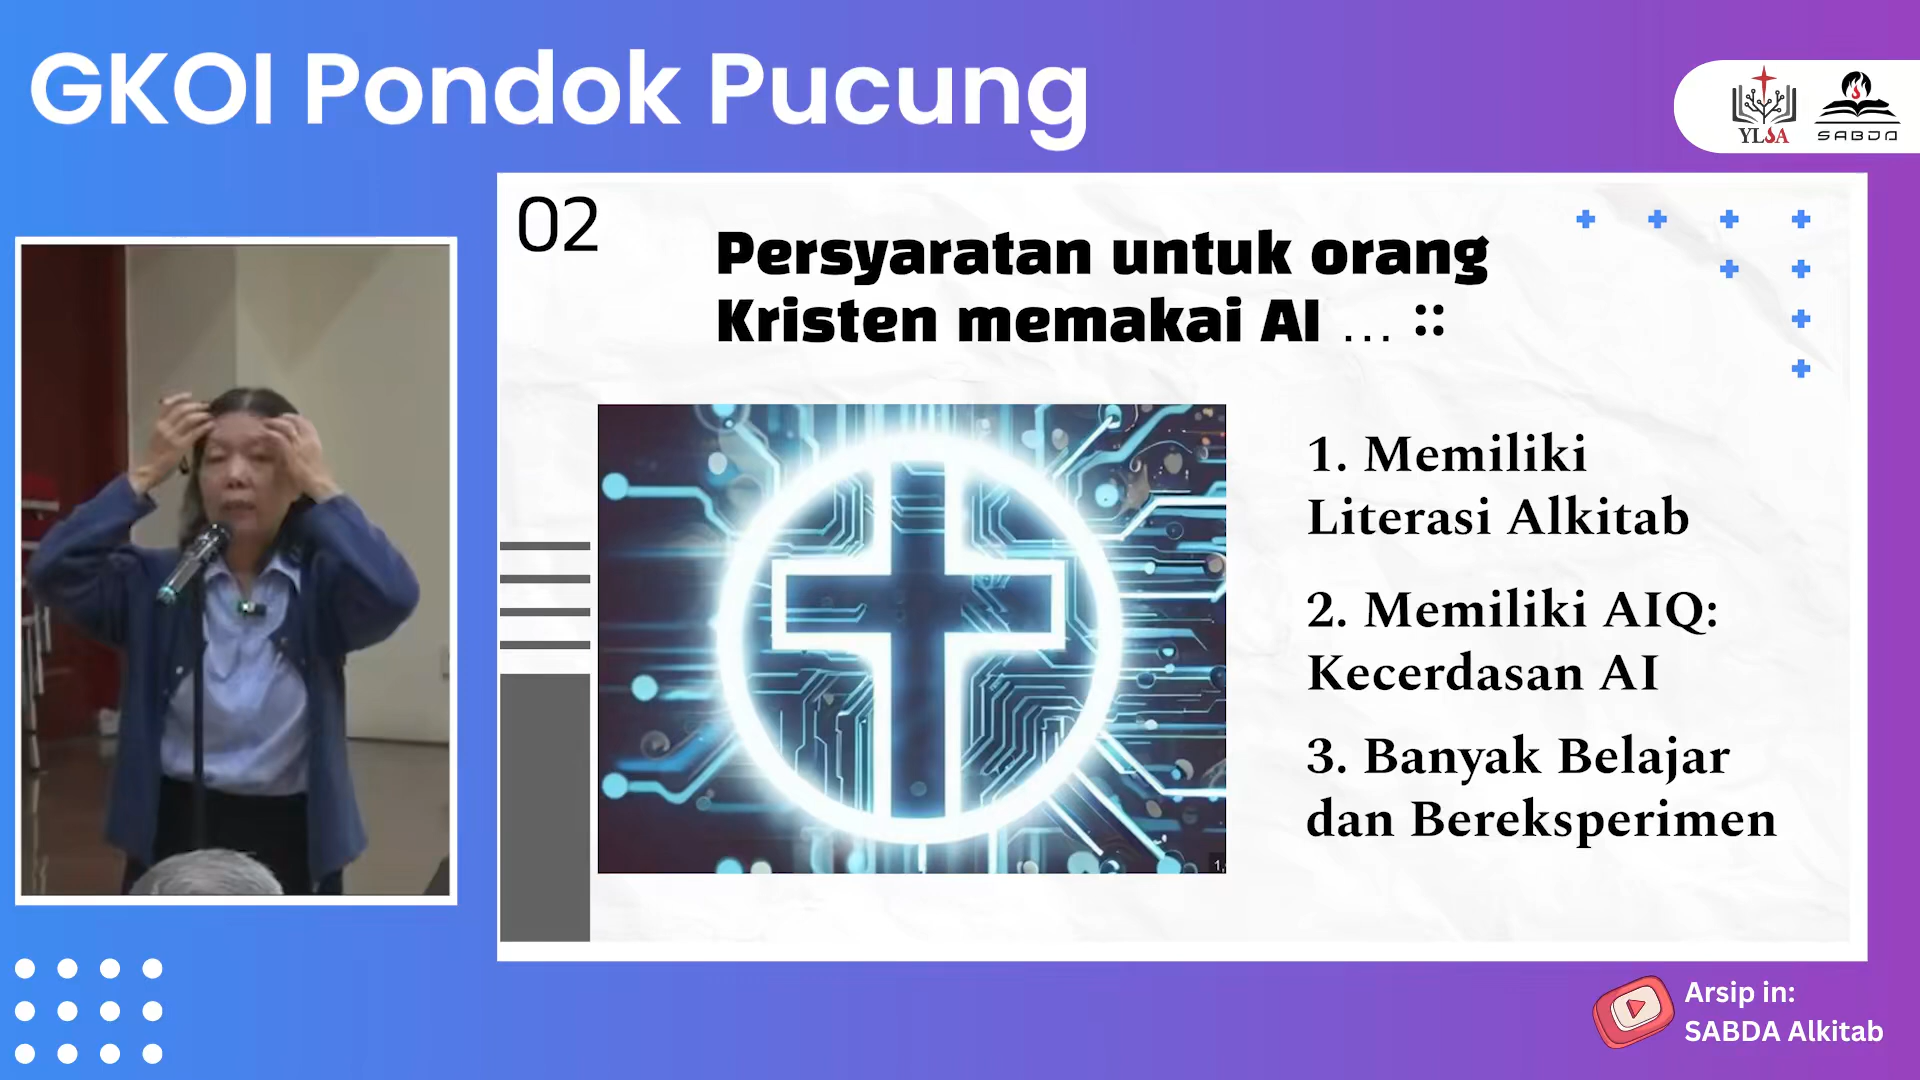 GKOI Pondok Pucung
YLSA
SABDA
02
Persyaratan untuk orang
Kristen memakai AI ... ::
1. Memiliki
Literasi Alkitab
2. Memiliki AIQ:
Kecerdasan AI
3. Banyak Belajar
dan Bereksperimen
Arsip in:
SABDA Alkitab